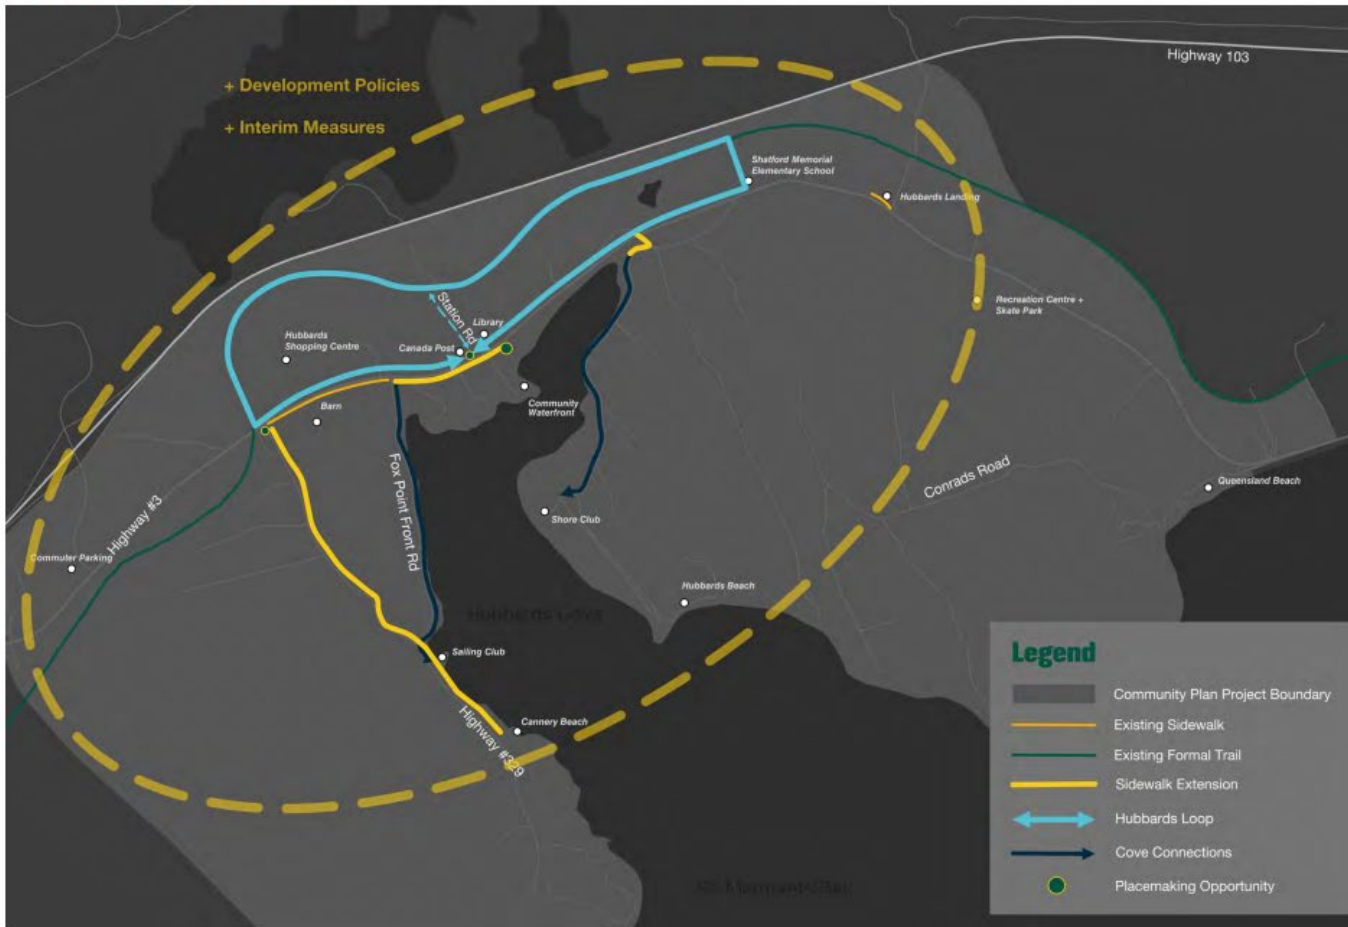 Highway 103
+ Development Policies
+ Interim Measures
Shatford Memorial
Elementary School
Hubbards Landing
Recreation Centre +
Skate Park
Station Rd
Library
Hubbards
Shopping Centre
Canada Post
Community
Waterfront
Barn
Fox Point Front Rd
Conrads Road
Queensland Beach
Highway #3
Shore Club
Commuter Parking
Hubbards Beach
Hubbards Cove
Sailing Club
Highway #329
Cannery Beach
Legend
Community Plan Project Boundary
Existing Sidewalk
Existing Formal Trail
Sidewalk Extension
Hubbards Loop
Cove Connections
Placemaking Opportunity